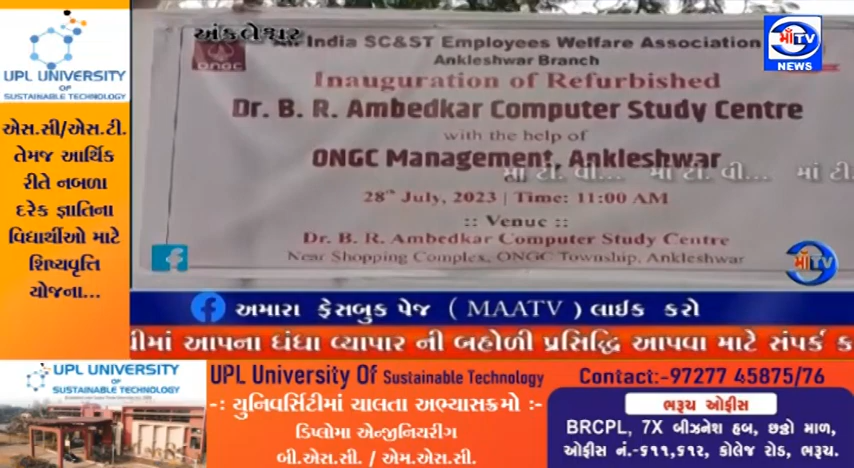 UPL UNIVERSITY
OF
SUSTAINABLE TECHNOLOGY
એસ.સી/એસ.ટી.
તેમજ આર્થિક
રીતે નબળા
દરેક જ્ઞાતિના
વિદ્યાર્થીઓ માટે
શિષ્યવૃત્તિ
યોજના...
અંકલેશ્વર
India SC&ST Employees Welfare Association
Ankleshwar Branch
ONGC
Inauguration of Refurbished
Dr. B. R. Ambedkar Computer Study Centre
with the help of
ONGC Management, Ankleshwar
મા ટી. વી... માં ટી. વી... માં ટી.
28th July, 2023 | Time: 11:00 AM
:: Venue ::
Dr. B. R. Ambedkar Computer Study Centre
Near Shopping Complex, ONGC Township, Ankleshwar
માઁ TV
NEWS
માઁ TV
અમારા ફેસબુક પેજ ( MAATV ) લાઈક કરો
ીમાં આપના ધંધા વ્યાપાર ની બહોળી પ્રસિદ્ધિ આપવા માટે સંપર્ક ક
UPL UNIVERSITY
OF
SUSTAINABLE TECHNOLOGY
UPL University Of Sustainable Technology
Contact:-97277 45875/76
-: યુનિવર્સિટીમાં ચાલતા અભ્યાસક્રમો :-
ડિપ્લોમા એન્જીનિયરીંગ
બી.એસ.સી. / એમ.એસ.સી.
ભરૂચ ઓફીસ
BRCPL, 7X બીઝનેશ હબ, છઠ્ઠો માળ,
ઓફીસ નં.-૬૧૧,૬૧૨, કોલેજ રોડ, ભરૂચ.